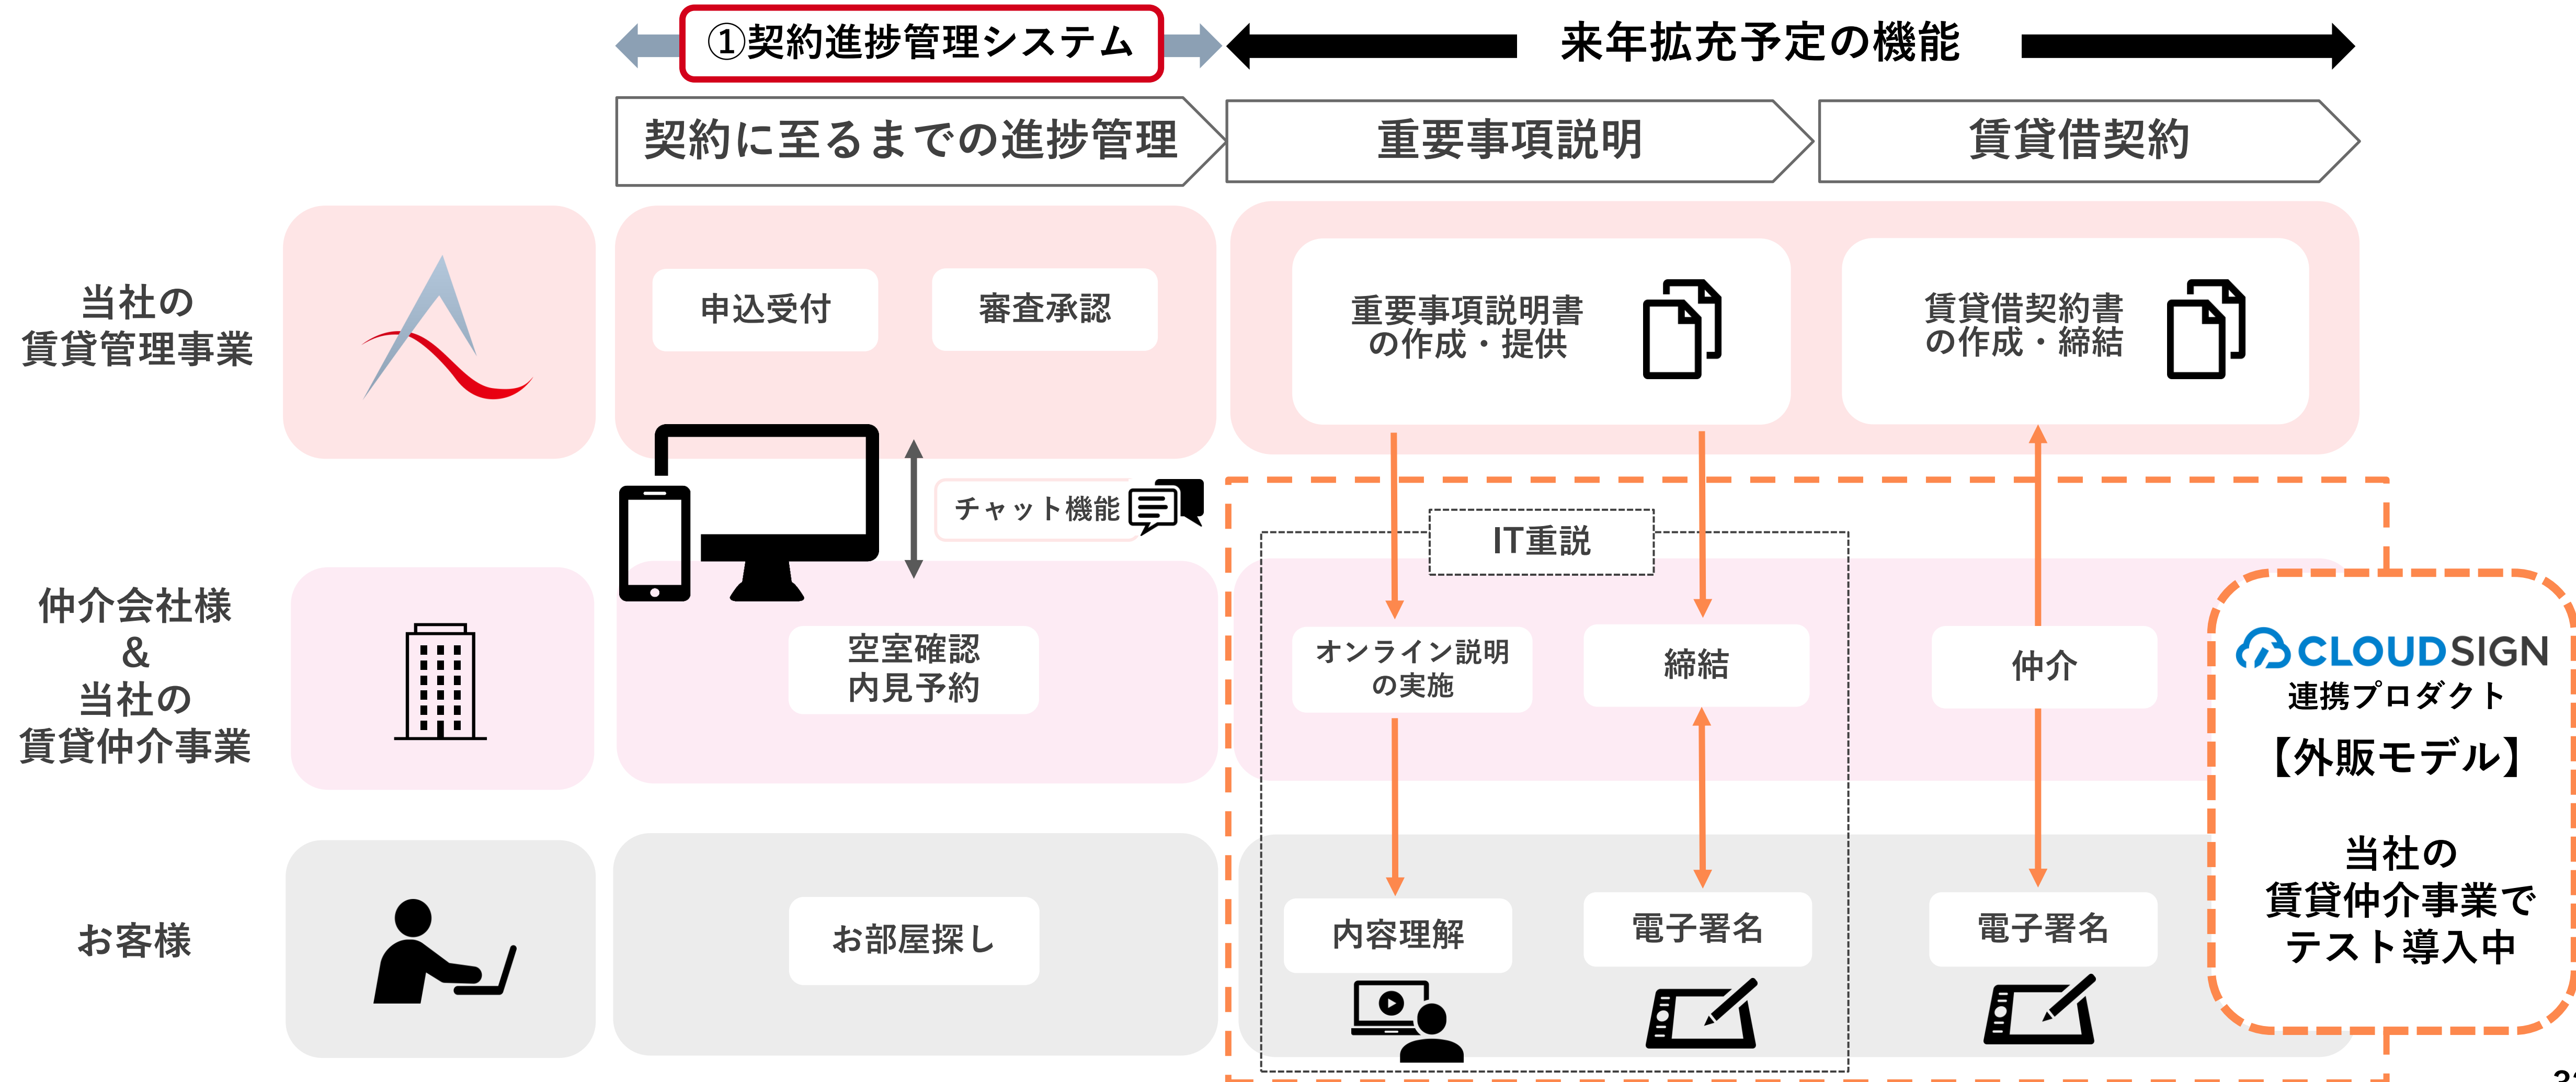 ①契約進捗管理システム
来年拡充予定の機能
契約に至るまでの進捗管理
重要事項説明
賃貸借契約
当社の
賃貸管理事業
申込受付
審査承認
重要事項説明書
の作成・提供
賃貸借契約書
の作成・締結
チャット機能
IT重説
仲介会社様
&
当社の
賃貸仲介事業
空室確認
内見予約
オンライン説明
の実施
締結
仲介
CLOUDSIGN
連携プロダクト
【外販モデル】
当社の
賃貸仲介事業で
テスト導入中
お客様
お部屋探し
内容理解
電子署名
電子署名